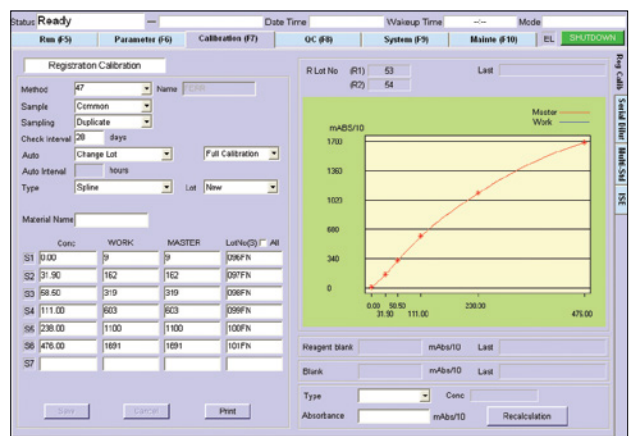 Status Ready — Date Time Wakeup Time --:-- Mode
Run (F5) Parameter (F6) Calibration (F7) QC (F8) System (F9) Mainte (F10) EL SHUTDOWN
Registraton Calibration
Method 47 Name
Sample Common
Sampling Duplicate
Check interval 28 days
Auto Change Lot Full Calibration
Auto Interval hours
Type Spline Lot New
Material Name
Conc WORK MASTER LotNo(S) All
S1 0.00 9 9 096FN
S2 31.90 162 162 097FN
S3 58.50 319 319 098FN
S4 111.00 603 603 099FN
S5 238.00 1100 1100 100FN
S6 476.00 1691 1691 101FN
S7
Save Cancel Print
R Lot No (R1) 53 Last
(R2) 54
Master
Work
mABS/10
1700
1360
1020
680
340
0
0.00 58.50 238.00 476.00
31.90 111.00
Reagent blank mAbs/10 Last
Blank mAbs/10 Last
Type Conc
Absorbance mAbs/10 Recalculation
Reg Calib
Serial Dilut
Multi-Std
ISE